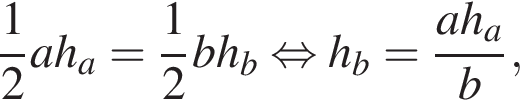 \frac{1}{2}ah_a = \frac{1}{2}bh_b \Leftrightarrow h_b = \frac{ah_a}{b},